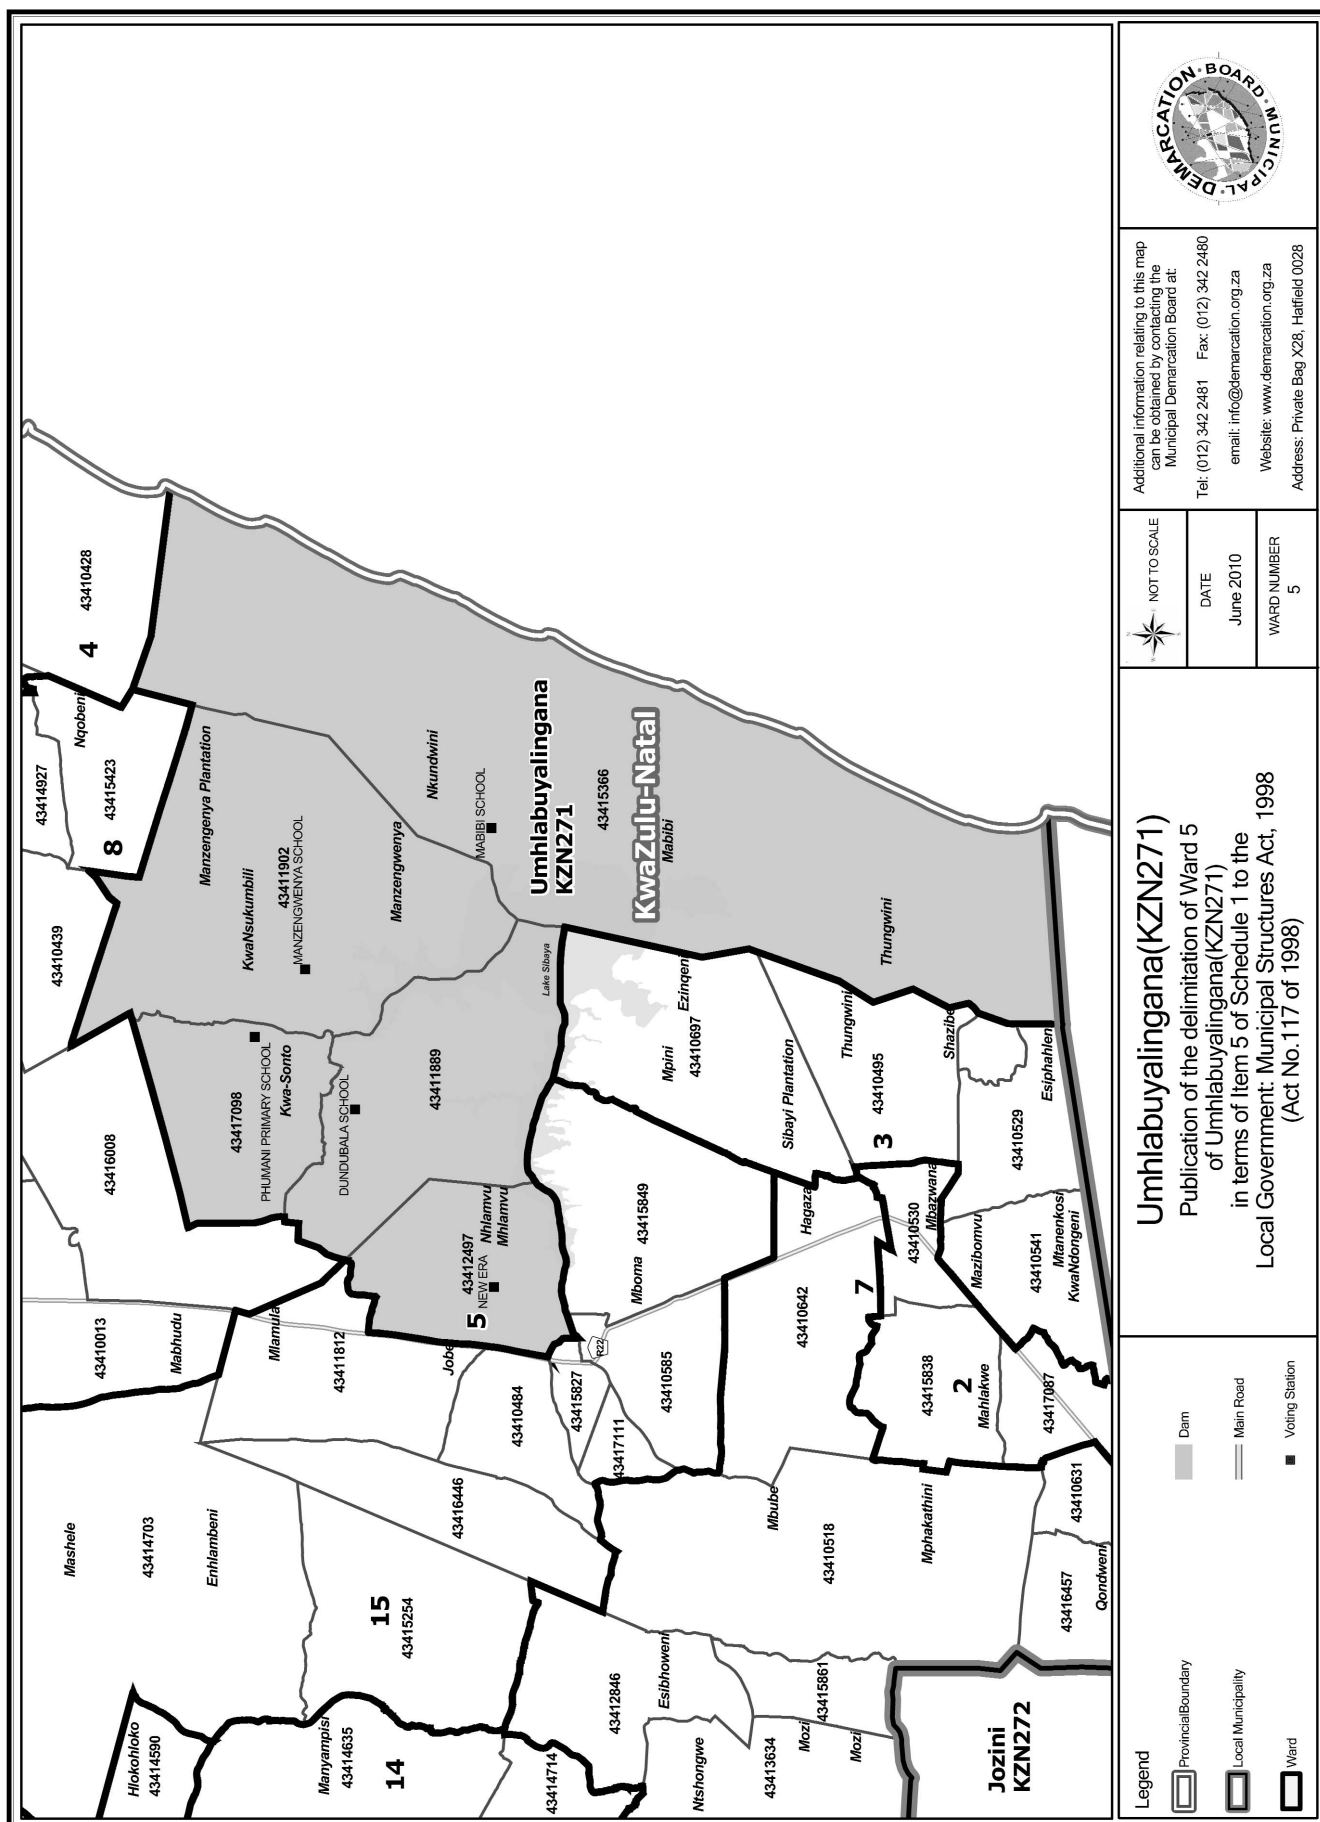 Hlokohloko
43414590
Mashele
43414703
Enhlambeni
Manyampisi
43414635
14
15
43415254
43414714
43412846
Esibhoweni
Ntshongwe
43413634
Mozi
43415861
Mozi
Jozini
KZN272
43410013
Mabhudu
Mlamula
43411812
Jobe
43416446
43410484
43415827
43417111
R22
43410585
Mboma
43415849
43416008
43410439
43414927
Nqobeni
43415423
8
4
43410428
Manzengenya Plantation
KwaNsukumbili
43411902
MANZENGWENYA SCHOOL
43417098
PHUMANI PRIMARY SCHOOL
Kwa-Sonto
DUNDUBALA SCHOOL
Manzengwenya
Nkundwini
MABIBI SCHOOL
43411889
5
43412497
NEW ERA
Nhlamvu
Mhlamvu
Lake Sibaya
Umhlabuyalingana
KZN271
43415366
KwaZulu-Natal
Mabibi
Thungwini
Mpini
Ezinqeni
43410697
Sibayi Plantation
Thungwini
43410495
3
Shazibe
Esiphahlen
43410529
Hagaza
43410642
7
43410530
Mbazwana
Mazibomvu
43410541
Mtanenkosi
KwaNdongeni
43415838
2
Mahlakwe
43417087
Mbube
43410518
Mphakathini
43410631
43416457
Qondweni
Legend
ProvincialBoundary
Local Municipality
Ward
Dam
Main Road
Voting Station
Umhlabuyalingana(KZN271)
Publication of the delimitation of Ward 5
of Umhlabuyalingana(KZN271)
in terms of Item 5 of Schedule 1 to the
Local Government: Municipal Structures Act, 1998
(Act No.117 of 1998)
N
W E
S
NOT TO SCALE
DATE
June 2010
WARD NUMBER
5
Additional information relating to this map
can be obtained by contacting the
Municipal Demarcation Board at:
Tel: (012) 342 2481 Fax: (012) 342 2480
email: info@demarcation.org.za
Website: www.demarcation.org.za
Address: Private Bag X28, Hatfield 0028
MUNICIPAL DEMARCATION BOARD